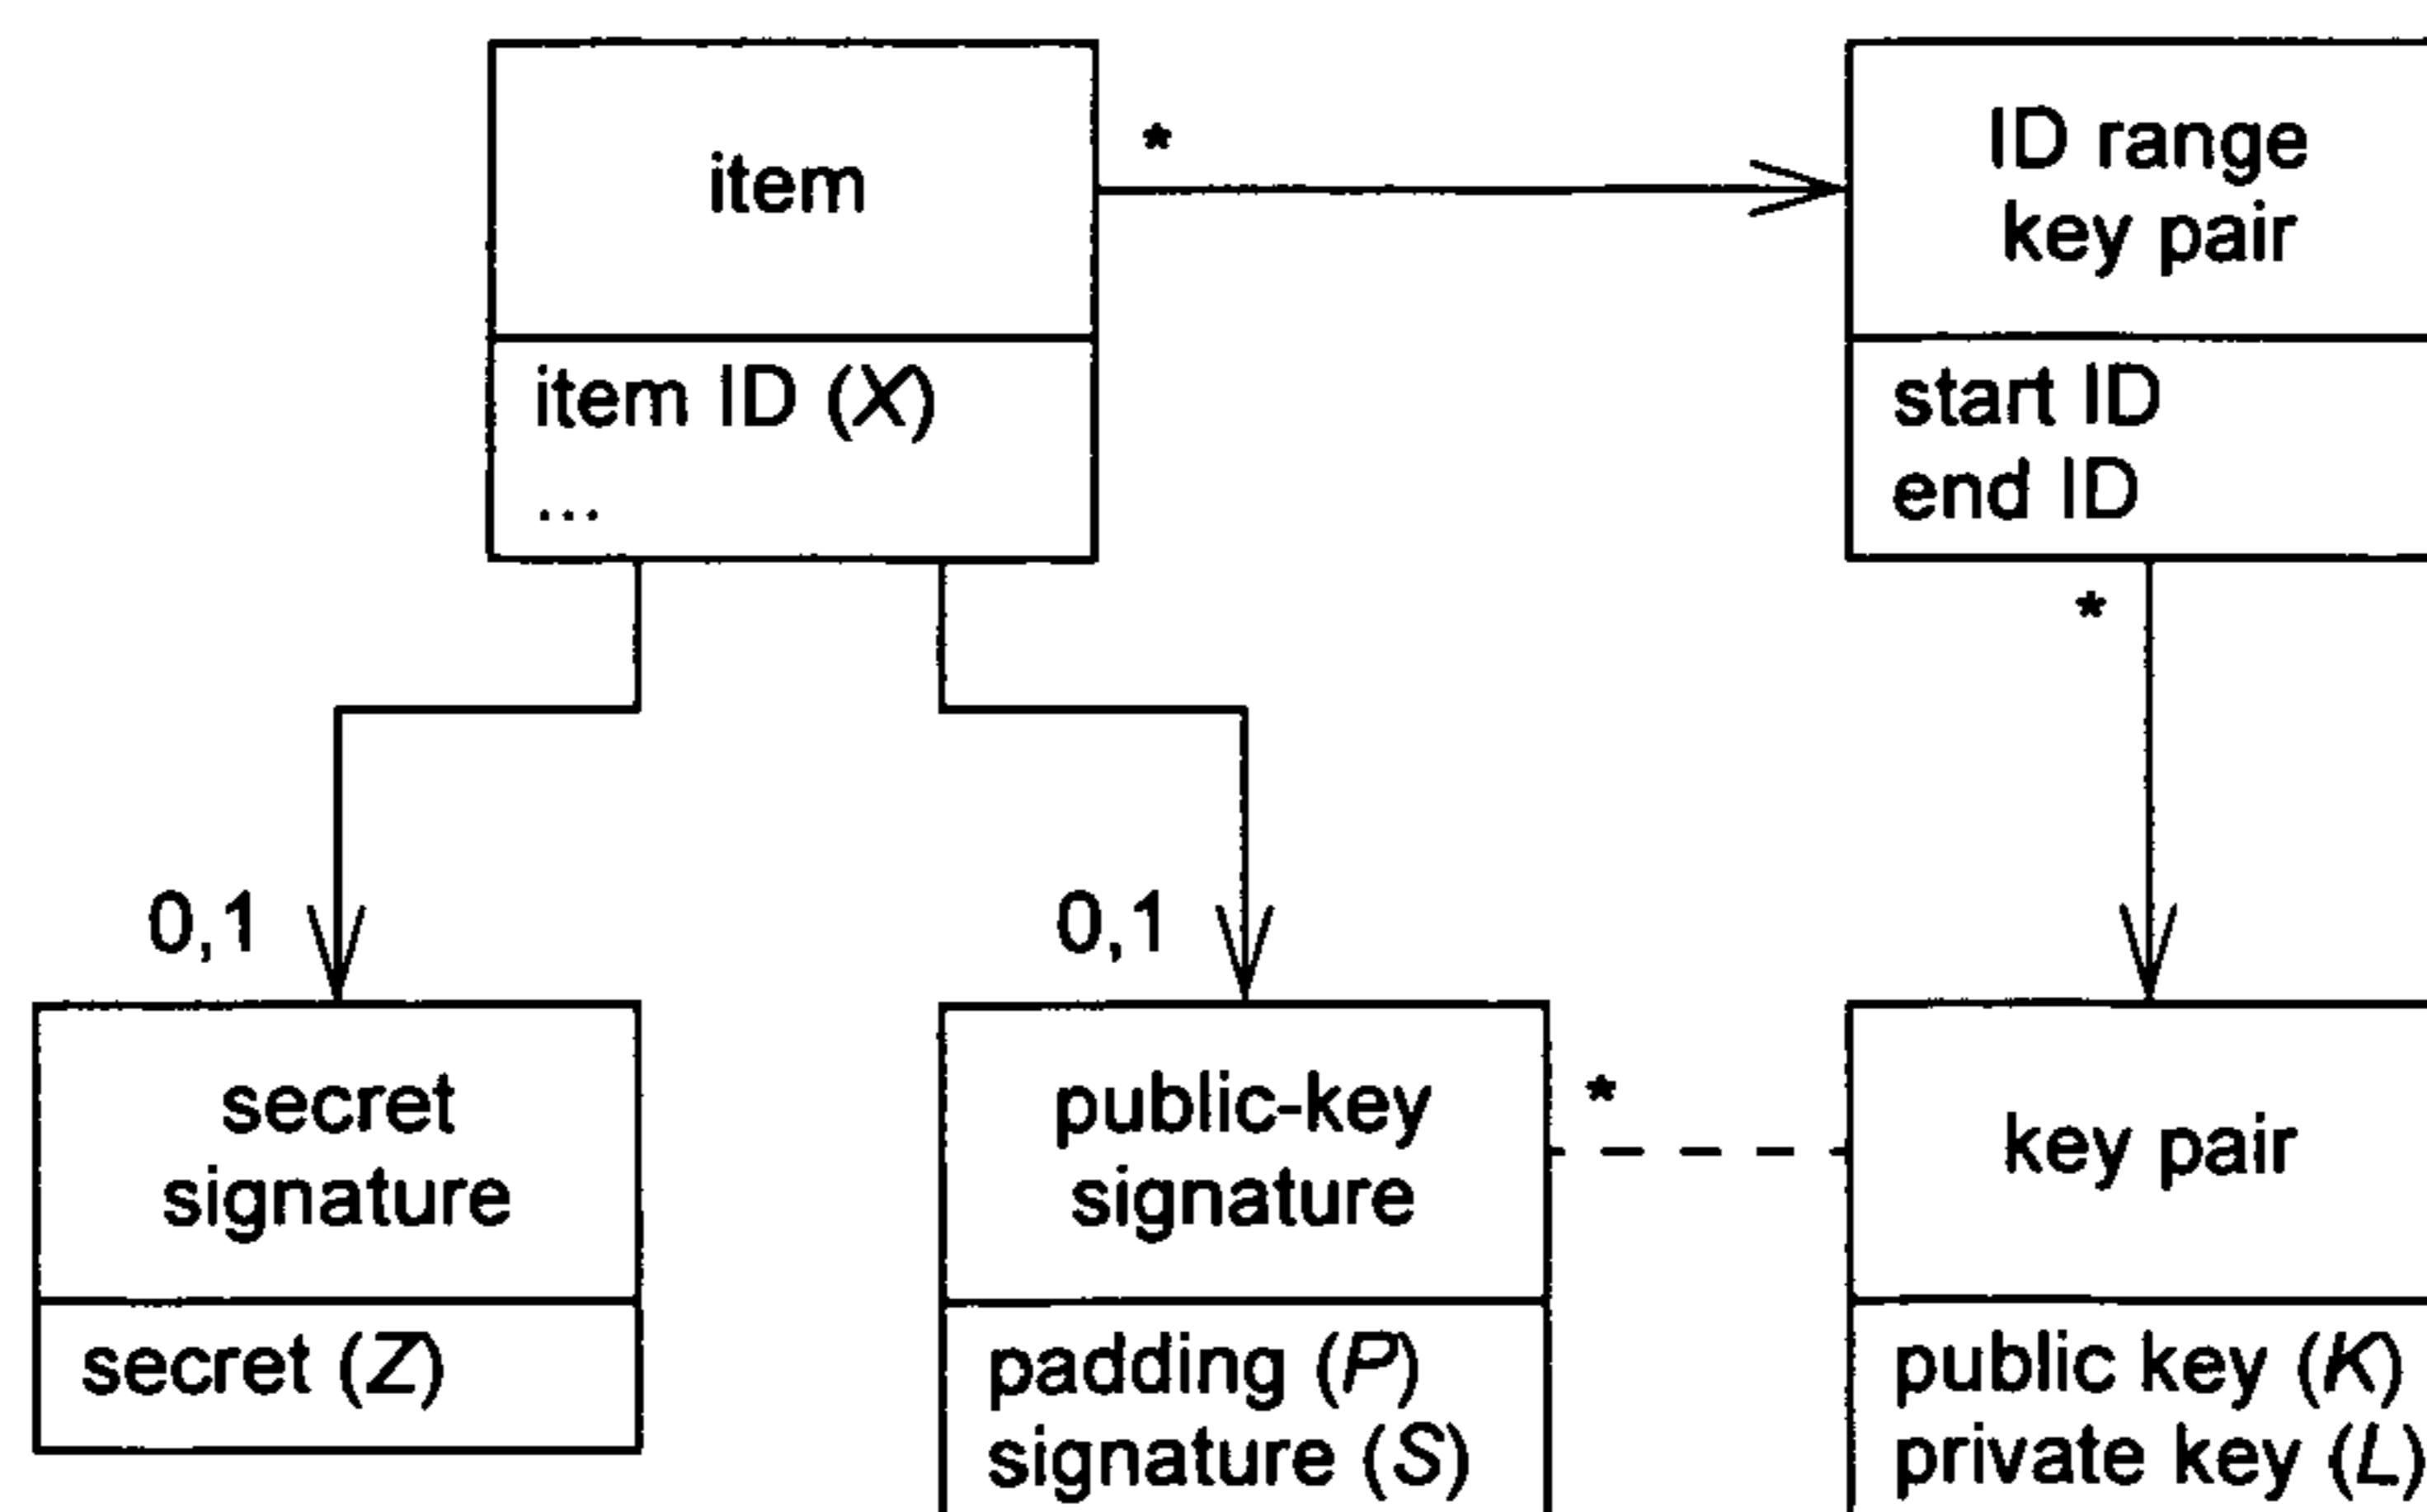 item
*
ID range
key pair
item ID (X)
...
start ID
end ID
*
0,1
0,1
secret
signature
public-key
signature
*
key pair
secret (Z)
padding (P)
signature (S)
public key (K)
private key (L)